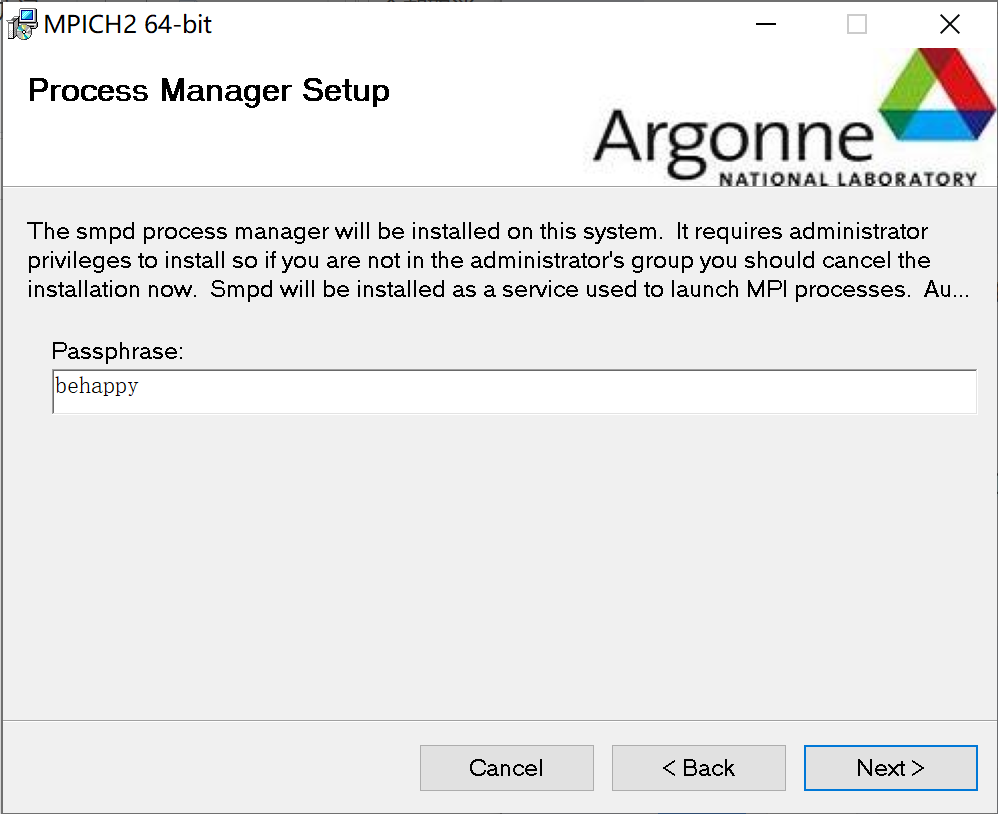 MPICH2 64-bit
Process Manager Setup
Argonne
NATIONAL LABORATORY
The smpd process manager will be installed on this system.  It requires administrator
privileges to install so if you are not in the administrator's group you should cancel the
installation now.  Smpd will be installed as a service used to launch MPI processes.  Au...
Passphrase:
behappy
Cancel
< Back
Next >